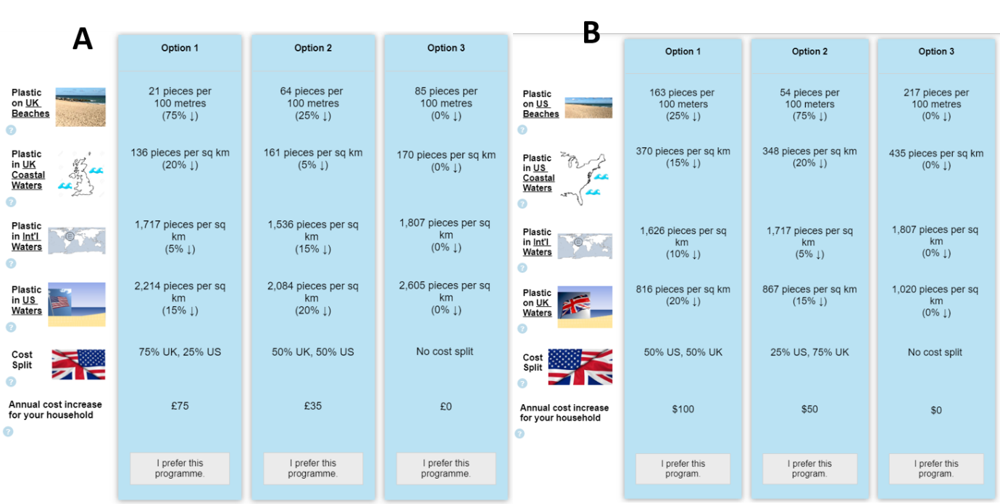 A
Option 1
Option 2
Option 3
Plastic
on UK
Beaches
21 pieces per
100 metres
(75% ↓)
64 pieces per
100 metres
(25% ↓)
85 pieces per
100 metres
(0% ↓)
?
Plastic
in UK
Coastal
Waters
136 pieces per sq km
(20% ↓)
161 pieces per sq km
(5% ↓)
170 pieces per sq km
(0% ↓)
?
Plastic
in Int'l
Waters
1,717 pieces per sq
km
(5% ↓)
1,536 pieces per sq
km
(15% ↓)
1,807 pieces per sq
km
(0% ↓)
?
Plastic
in US
Waters
2,214 pieces per sq
km
(15% ↓)
2,084 pieces per sq
km
(20% ↓)
2,605 pieces per sq
km
(0% ↓)
?
Cost
Split
75% UK, 25% US
50% UK, 50% US
No cost split
?
Annual cost increase
for your household
£75
£35
£0
?
I prefer this
programme.
I prefer this
programme.
I prefer this
programme.
B
Option 1
Option 2
Option 3
Plastic
on US
Beaches
163 pieces per
100 meters
(25% ↓)
54 pieces per
100 meters
(75% ↓)
217 pieces per
100 metres
(0% ↓)
?
Plastic
in US
Coastal
Waters
370 pieces per sq km
(15% ↓)
348 pieces per sq km
(20% ↓)
435 pieces per sq km
(0% ↓)
?
Plastic
in Int'l
Waters
1,626 pieces per sq
km
(10% ↓)
1,717 pieces per sq
km
(5% ↓)
1,807 pieces per sq
km
(0% ↓)
?
Plastic
on UK
Waters
816 pieces per sq km
(20% ↓)
867 pieces per sq km
(15% ↓)
1,020 pieces per sq
km
(0% ↓)
?
Cost
Split
50% US, 50% UK
25% US, 75% UK
No cost split
?
Annual cost increase
for your household
$100
$50
$0
?
I prefer this
program.
I prefer this
program.
I prefer this
program.